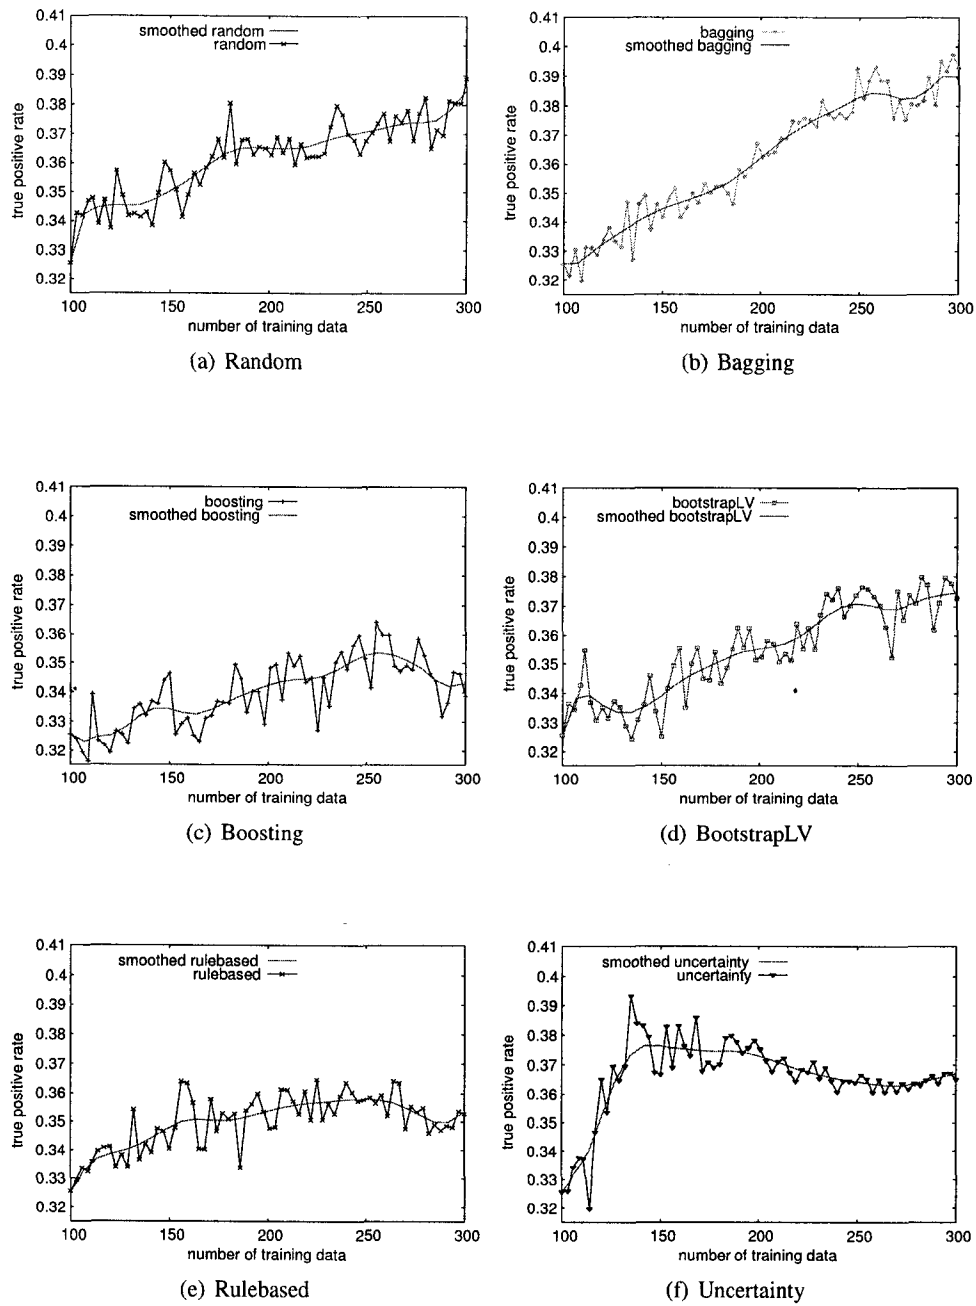 0.41
0.4
0.39
0.38
0.37
0.36
0.35
0.34
0.33
0.32
true positive rate
smoothed random
random
100 150 200 250 300
number of training data
(a) Random
0.41
0.4
0.39
0.38
0.37
0.36
0.35
0.34
0.33
0.32
true positive rate
bagging
smoothed bagging
100 150 200 250 300
number of training data
(b) Bagging
0.41
0.4
0.39
0.38
0.37
0.36
0.35
0.34
0.33
0.32
true positive rate
boosting
smoothed boosting
100 150 200 250 300
number of training data
(c) Boosting
0.41
0.4
0.39
0.38
0.37
0.36
0.35
0.34
0.33
0.32
true positive rate
bootstrapLV
smoothed bootstrapLV
100 150 200 250 300
number of training data
(d) BootstrapLV
0.41
0.4
0.39
0.38
0.37
0.36
0.35
0.34
0.33
0.32
true positive rate
smoothed rulebased
rulebased
100 150 200 250 300
number of training data
(e) Rulebased
0.41
0.4
0.39
0.38
0.37
0.36
0.35
0.34
0.33
0.32
true positive rate
smoothed uncertainty
uncertainty
100 150 200 250 300
number of training data
(f) Uncertainty